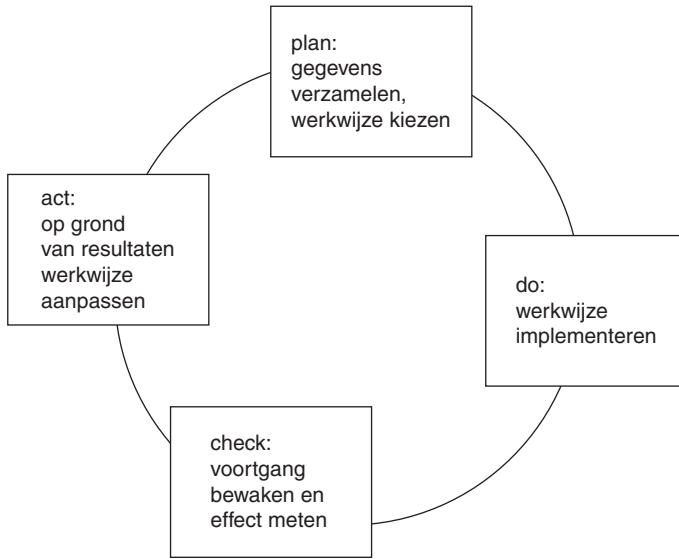 plan:
gegevens
verzamelen,
werkwijze kiezen
do:
werkwijze
implementeren
check:
voortgang
bewaken en
effect meten
act:
op grond
van resultaten
werkwijze
aanpassen